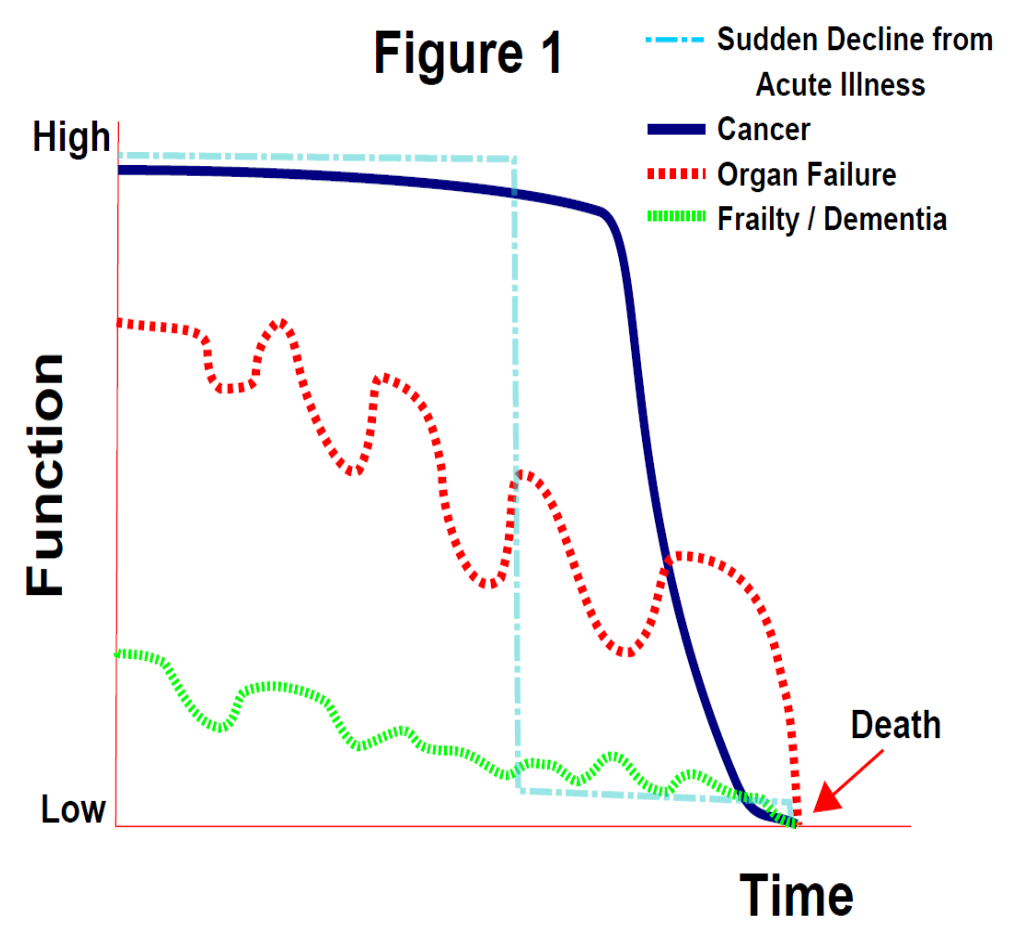 Figure 1
Sudden Decline from
Acute Illness
Cancer
Organ Failure
Frailty / Dementia
High
Function
Low
Death
Time